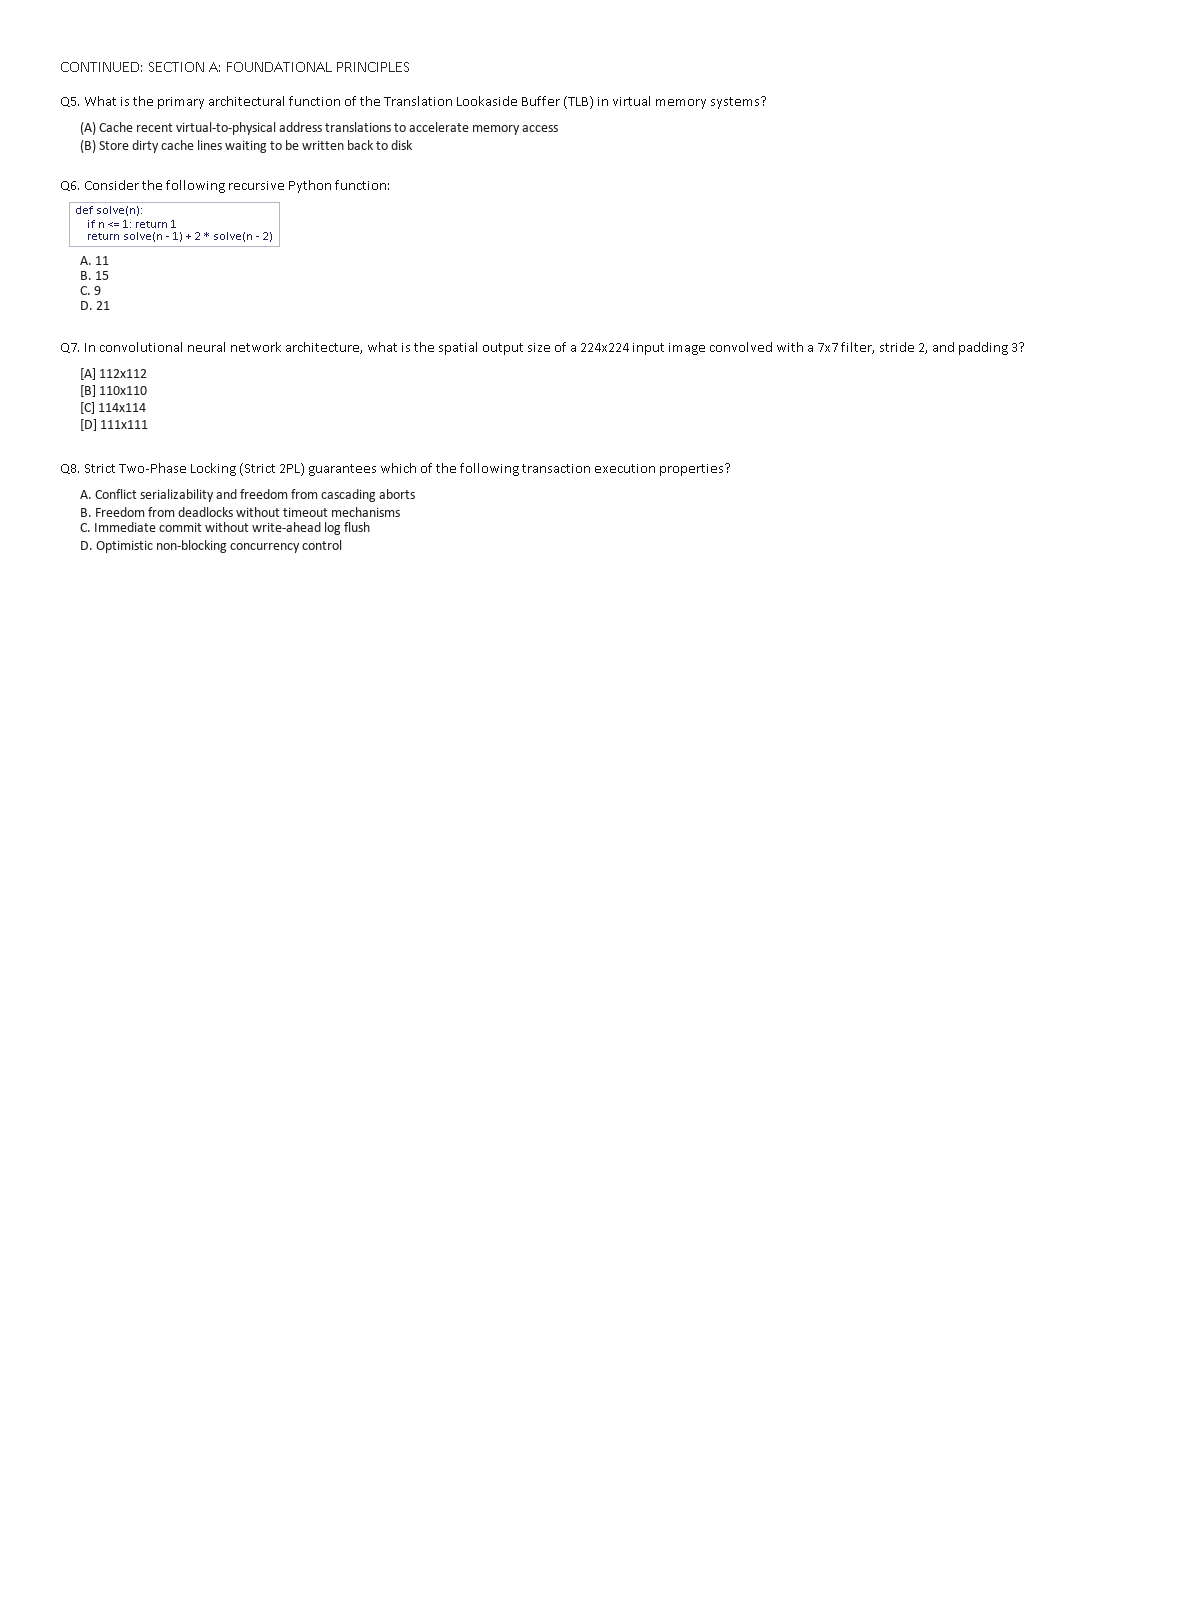 CONTINUED: SECTION A: FOUNDATIONAL PRINCIPLES
Q5. What is the primary architectural function of the Translation Lookaside Buffer (TLB) in virtual memory systems?
(A) Cache recent virtual-to-physical address translations to accelerate memory access
(B) Store dirty cache lines waiting to be written back to disk
Q6. Consider the following recursive Python function:
def solve(n):
    if n <= 1: return 1
    return solve(n - 1) + 2 * solve(n - 2)
A. 11
B. 15
C. 9
D. 21
Q7. In convolutional neural network architecture, what is the spatial output size of a 224x224 input image convolved with a 7x7 filter, stride 2, and padding 3?
[A] 112x112
[B] 110x110
[C] 114x114
[D] 111x111
Q8. Strict Two-Phase Locking (Strict 2PL) guarantees which of the following transaction execution properties?
A. Conflict serializability and freedom from cascading aborts
B. Freedom from deadlocks without timeout mechanisms
C. Immediate commit without write-ahead log flush
D. Optimistic non-blocking concurrency control